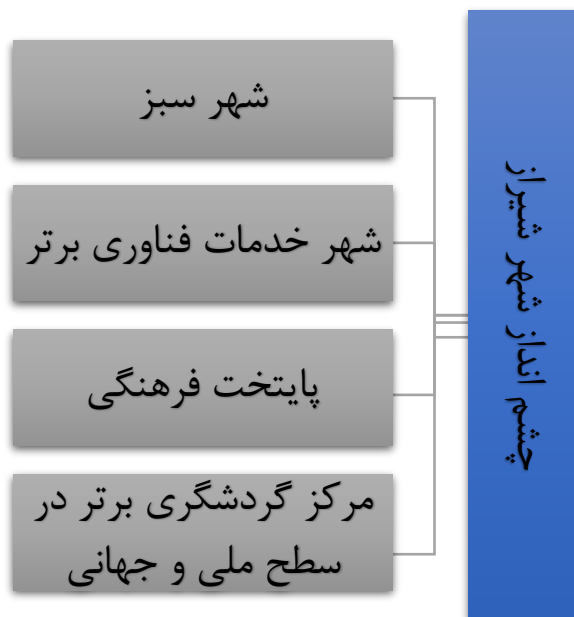 چشم انداز شهر شیراز
شهر سبز
شهر خدمات فناوری برتر
پایتخت فرهنگی
مرکز گردشگری برتر در
سطح ملی و جهانی